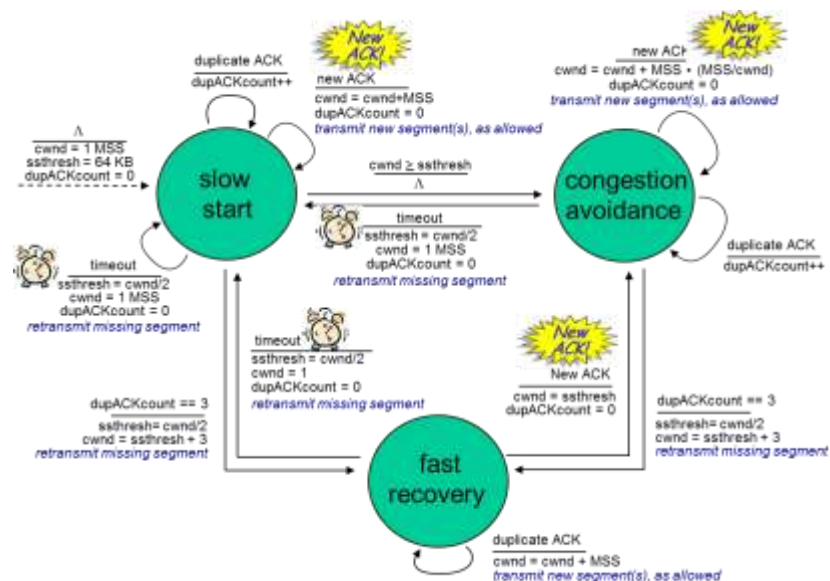 New
ACK!
duplicate ACK
dupACKcount++
new ACK
cwnd = cwnd+MSS
dupACKcount = 0
transmit new segment(s), as allowed
New
ACK!
new ACK
cwnd = cwnd + MSS • (MSS/cwnd)
dupACKcount = 0
transmit new segment(s), as allowed
Λ
cwnd = 1 MSS
ssthresh = 64 KB
dupACKcount = 0
slow
start
cwnd ≥ ssthresh
Λ
congestion
avoidance
timeout
ssthresh = cwnd/2
cwnd = 1 MSS
dupACKcount = 0
retransmit missing segment
duplicate ACK
dupACKcount++
timeout
ssthresh = cwnd/2
cwnd = 1 MSS
dupACKcount = 0
retransmit missing segment
timeout
ssthresh = cwnd/2
cwnd = 1
dupACKcount = 0
retransmit missing segment
New
ACK!
New ACK
cwnd = ssthresh
dupACKcount = 0
dupACKcount == 3
ssthresh= cwnd/2
cwnd = ssthresh + 3
retransmit missing segment
dupACKcount == 3
ssthresh= cwnd/2
cwnd = ssthresh + 3
retransmit missing segment
fast
recovery
duplicate ACK
cwnd = cwnd + MSS
transmit new segment(s), as allowed